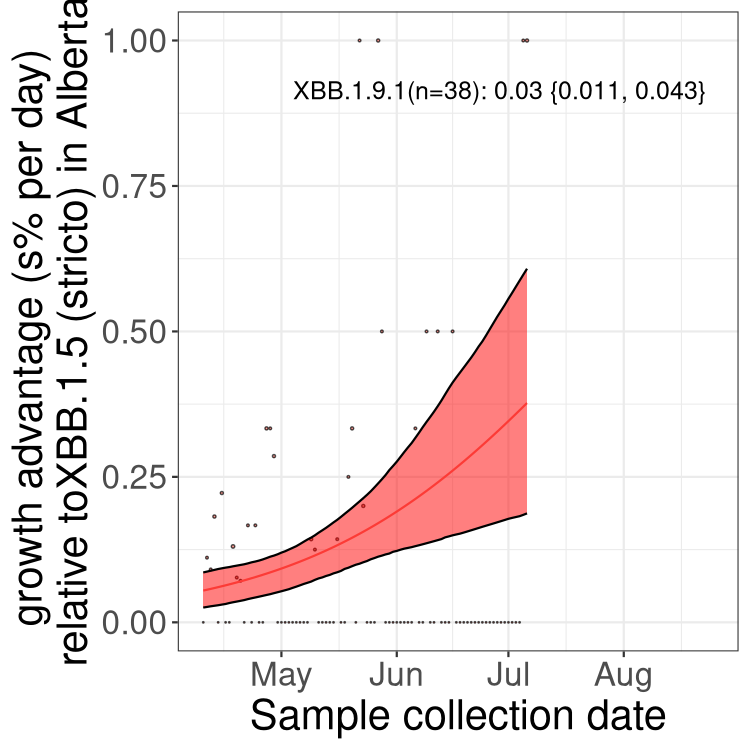 growth advantage (s% per day)
relative toXBB.1.5 (stricto) in Alberta
1.00
0.75
0.50
0.25
0.00
XBB.1.9.1(n=38): 0.03 {0.011, 0.043}
May Jun Jul Aug
Sample collection date